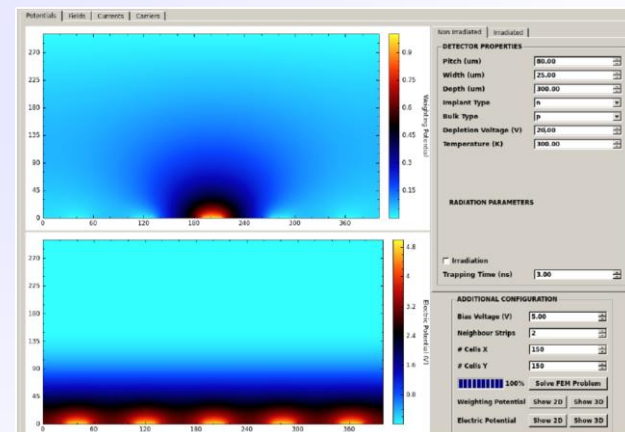 Potentials Fields Currents Carriers
270
225
180
135
90
45
0
0 60 120 180 240 300 360
0.9
0.75
0.6
0.45
0.3
0.15
Weighting Potential
270
225
180
135
90
45
0
0 60 120 180 240 300 360
4.8
4
3.2
2.4
1.6
0.8
Electric Potential (V)
Non Irradiated Irradiated
DETECTOR PROPERTIES
Pitch (um) 80.00
Width (um) 25.00
Depth (um) 300.00
Implant Type n
Bulk Type p
Depletion Voltage (V) 20,00
Temperature (K) 300.00
RADIATION PARAMETERS
Irradiation
Trapping Time (ns) 3.00
ADDITIONAL CONFIGURATION
Bias Voltage (V) 5.00
Neighbour Strips 2
# Cells X 150
# Cells Y 150
100% Solve FEM Problem
Weighting Potential Show 2D Show 3D
Electric Potential Show 2D Show 3D